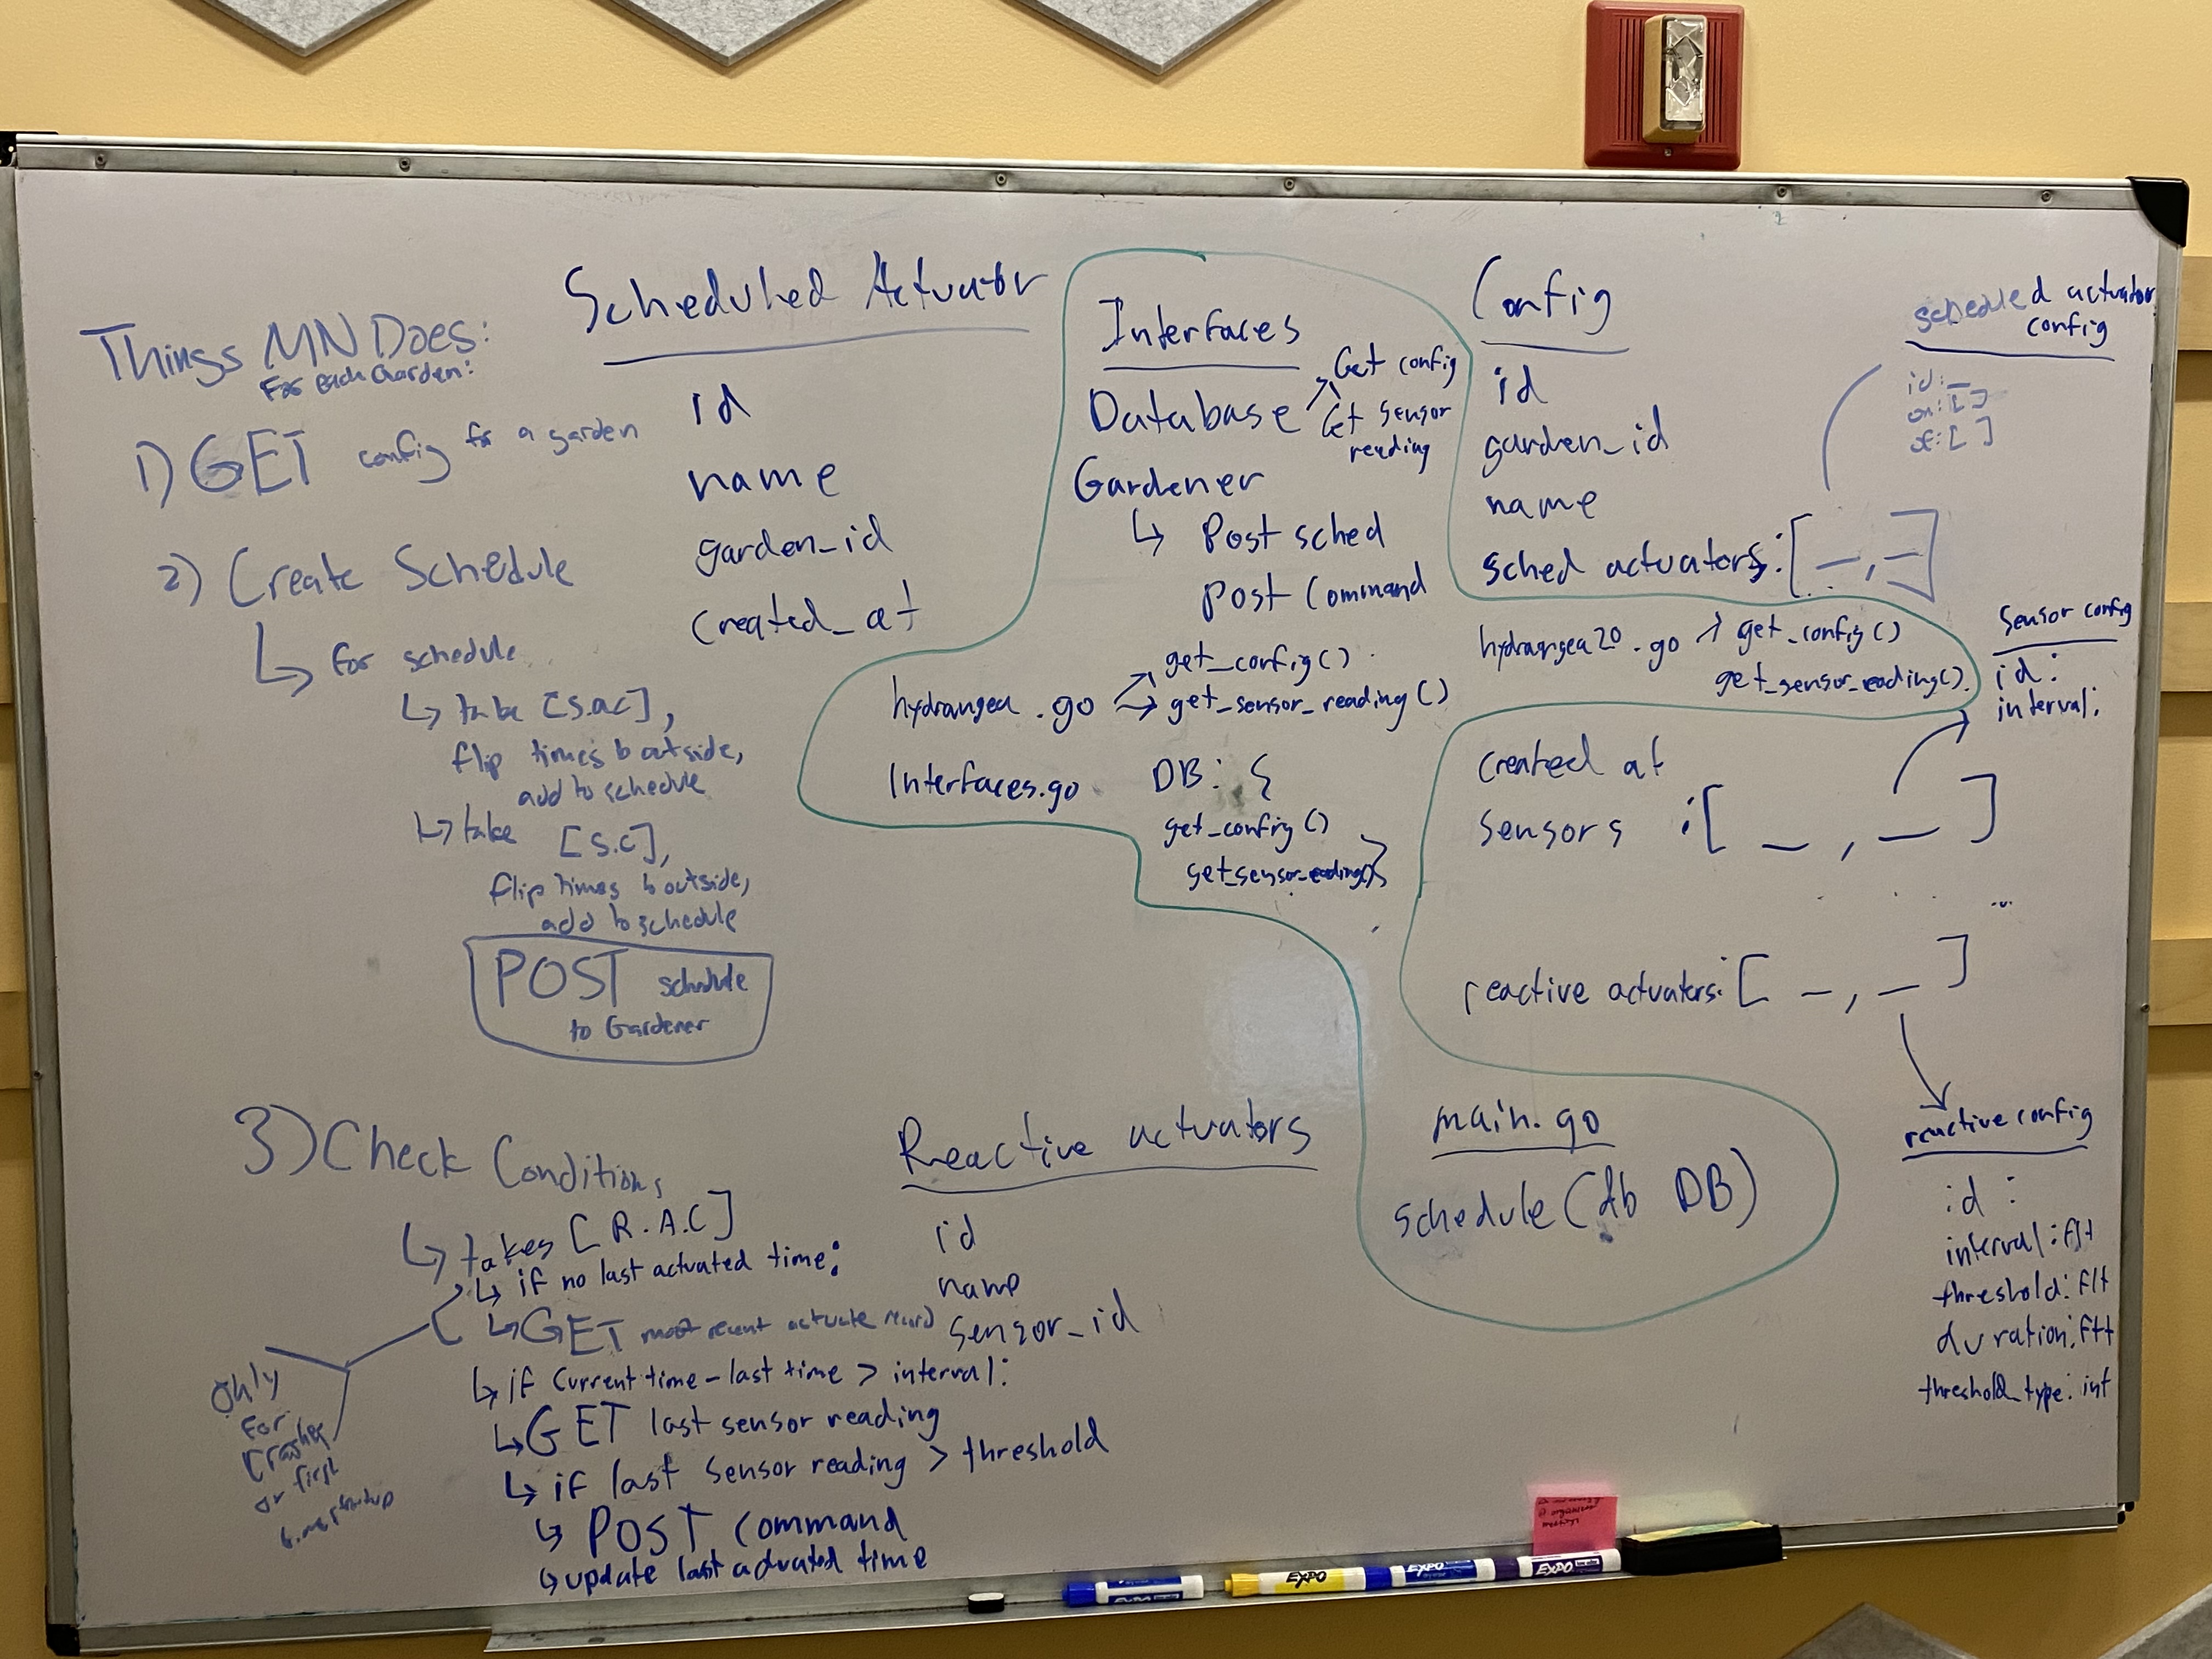 Things MN Does:
For Each Garden:
1) GET config for a garden
2) Create Schedule
↳ for schedule
↳ take [S.aC],
flip times to outside,
add to schedule
↳ take [S.C],
flip times to outside,
add to schedule
POST schedule
to Gardener
3) Check Conditions
↳ takes [R.A.C]
↳ if no last actuated time:
↳ GET most recent actuate record
↳ if current time - last time > interval:
↳ GET last sensor reading
↳ if last sensor reading > threshold
↳ POST command
↳ update last actuated time
Only
For
or first
Scheduled Actuator
id
name
garden_id
created_at
Interfaces
Database
Get config
Get sensor
reading
Gardener
↳ Post sched
Post Command
hydrangea.go
get_config()
get_sensor_reading()
hydrangea20.go
get_config()
get_sensor_reading()
Interfaces.go
DB: {
get_config()
get_sensor_reading()}
main.go
schedule(db DB)
Reactive actuators
id
name
sensor_id
Config
id
garden_id
name
sched actuators: [_,_]
created at
sensors : [_,_]
reactive actuators: [_,_]
scheduled actuator
config
id: _
on: [ ]
off: [ ]
sensor config
id:
interval:
reactive config
id :
interval: flt
threshold: flt
duration: flt
threshold_type: int
EXPO
EXPO
EXPO
EXPO